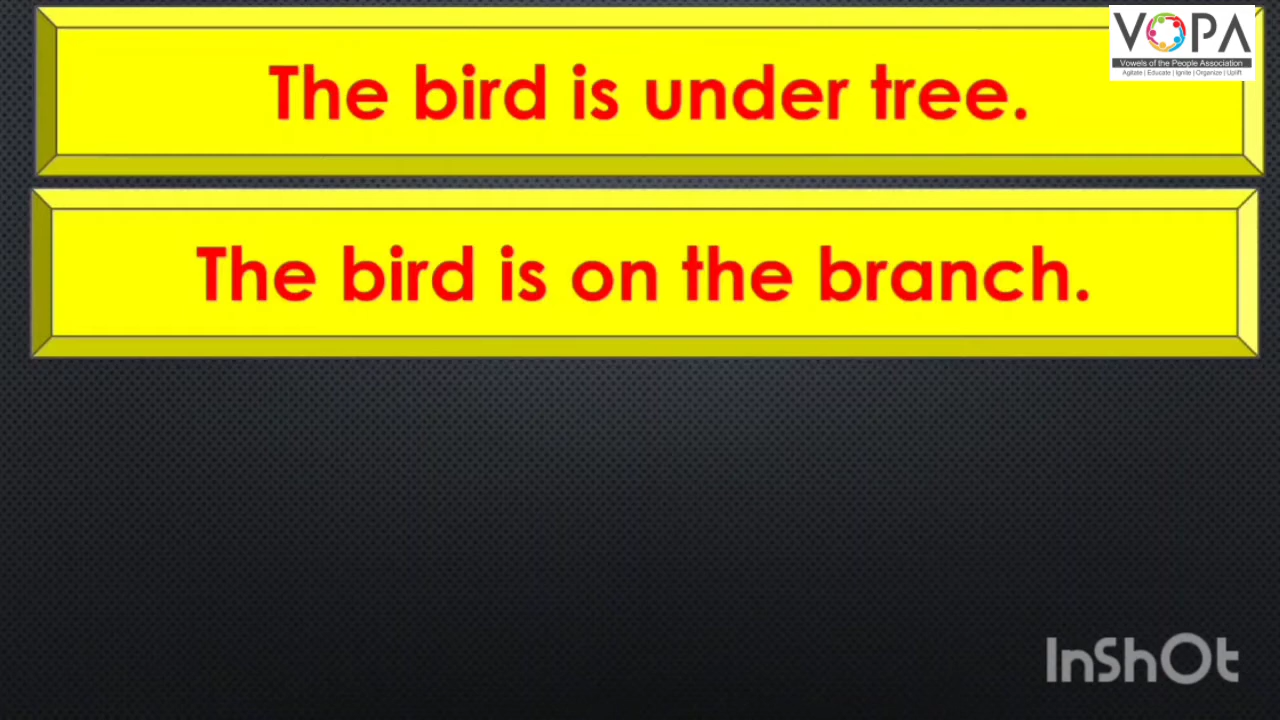 VOPA
Vowels of the People Association
Agitate | Educate | Ignite | Organize | Uplift
The bird is under tree.
The bird is on the branch.
InShOt